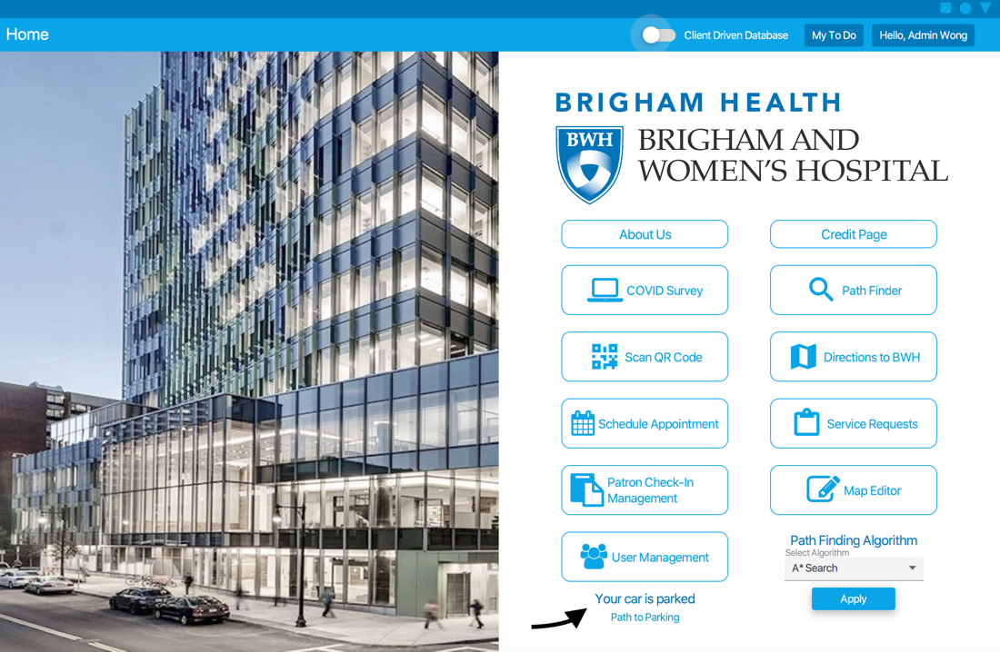 Home
Client Driven Database
My To Do
Hello, Admin Wong
BRIGHAM HEALTH
BWH
BRIGHAM AND
WOMEN'S HOSPITAL
About Us
Credit Page
COVID Survey
Path Finder
Scan QR Code
Directions to BWH
Schedule Appointment
Service Requests
Patron Check-In
Management
Map Editor
User Management
Path Finding Algorithm
Select Algorithm
A* Search
Apply
Your car is parked
Path to Parking